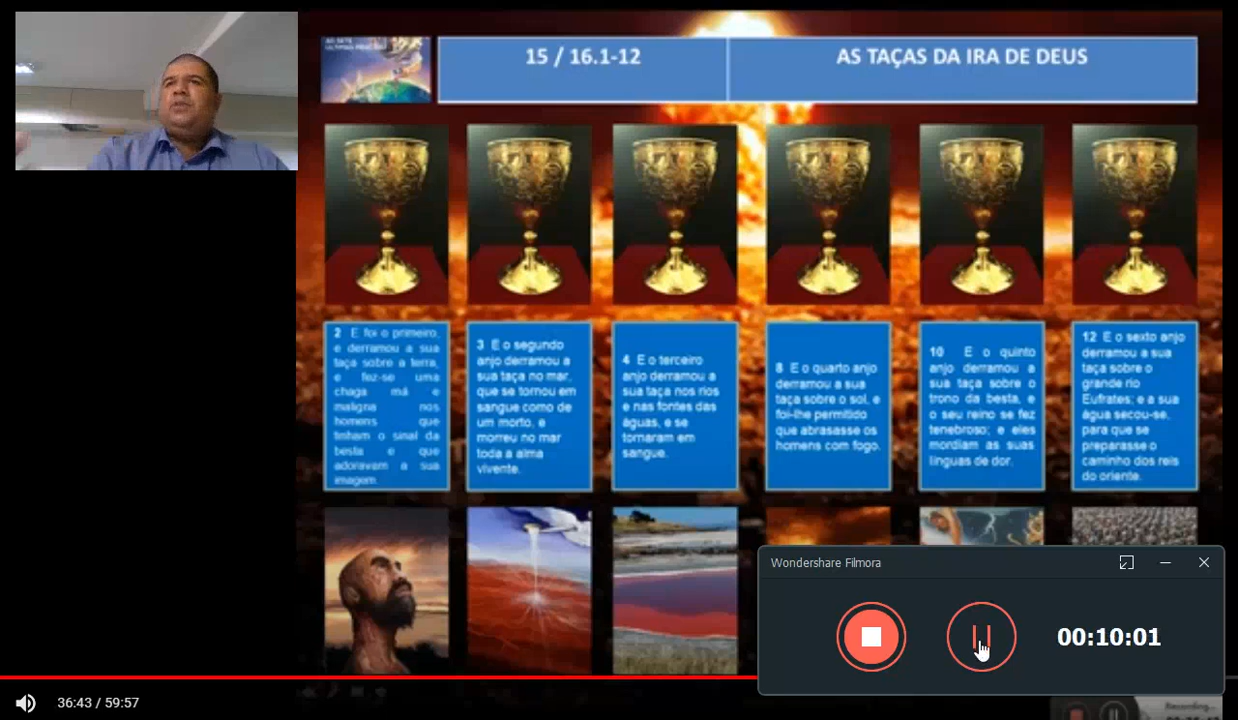 15 / 16.1-12
AS TAÇAS DA IRA DE DEUS
2 E foi o primeiro,
e derramou a sua
taça sobre a terra,
e fez-se uma
chaga má e
maligna nos
homens que
tinham o sinal da
besta e que
adoravam a sua
imagem.
3 E o segundo
anjo derramou a
sua taça no mar,
que se tornou em
sangue como de
um morto, e
morreu no mar
toda a alma
vivente.
4 E o terceiro
anjo derramou a
sua taça nos rios
e nas fontes das
águas, e se
tornaram em
sangue.
8 E o quarto anjo
derramou a sua
taça sobre o sol, e
foi-lhe permitido
que abrasasse os
homens com fogo.
10 E o quinto
anjo derramou a
sua taça sobre o
trono da besta, e
o seu reino se fez
tenebroso; e eles
mordiam as suas
línguas de dor.
12 E o sexto anjo
derramou a sua
taça sobre o
grande rio
Eufrates; e a sua
água secou-se,
para que se
preparasse o
caminho dos reis
do oriente.
Wondershare Filmora
00:10:01
36:43 / 59:57
Recording...